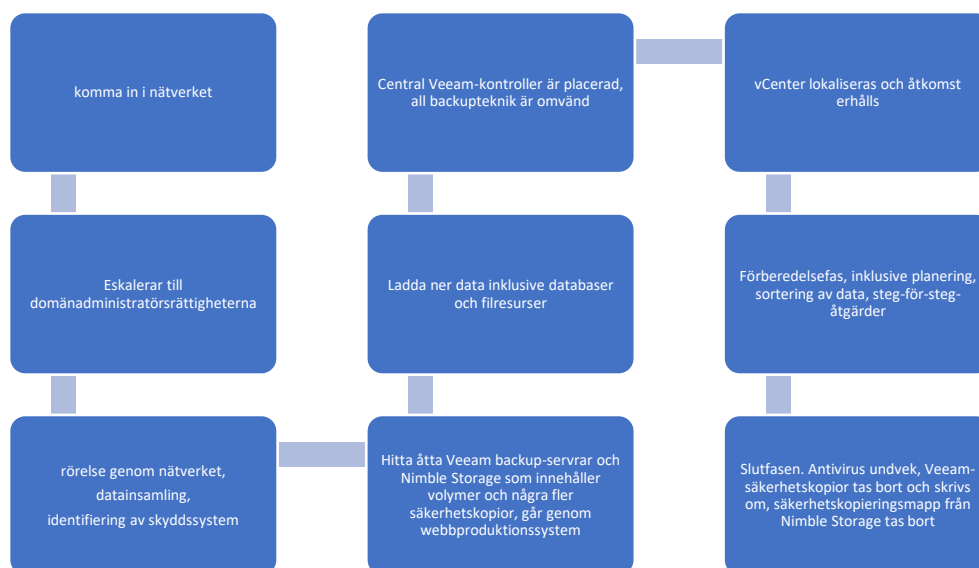 komma in i nätverket
Eskalerar till
domänadministratörsrättigheterna
rörelse genom nätverket,
datainsamling,
identifiering av skyddssystem
Hitta åtta Veeam backup-servrar och
Nimble Storage som innehåller
volymer och några fler
säkerhetskopior, går genom
webbproduktionssystem
Ladda ner data inklusive databaser
och filresurser
Central Veeam-kontroller är placerad,
all backupteknik är omvänd
vCenter lokaliseras och åtkomst
erhålls
Förberedelsefas, inklusive planering,
sortering av data, steg-för-steg-
åtgärder
Slutfasen. Antivirus undvek, Veeam-
säkerhetskopior tas bort och skrivs
om, säkerhetskopieringsmapp från
Nimble Storage tas bort